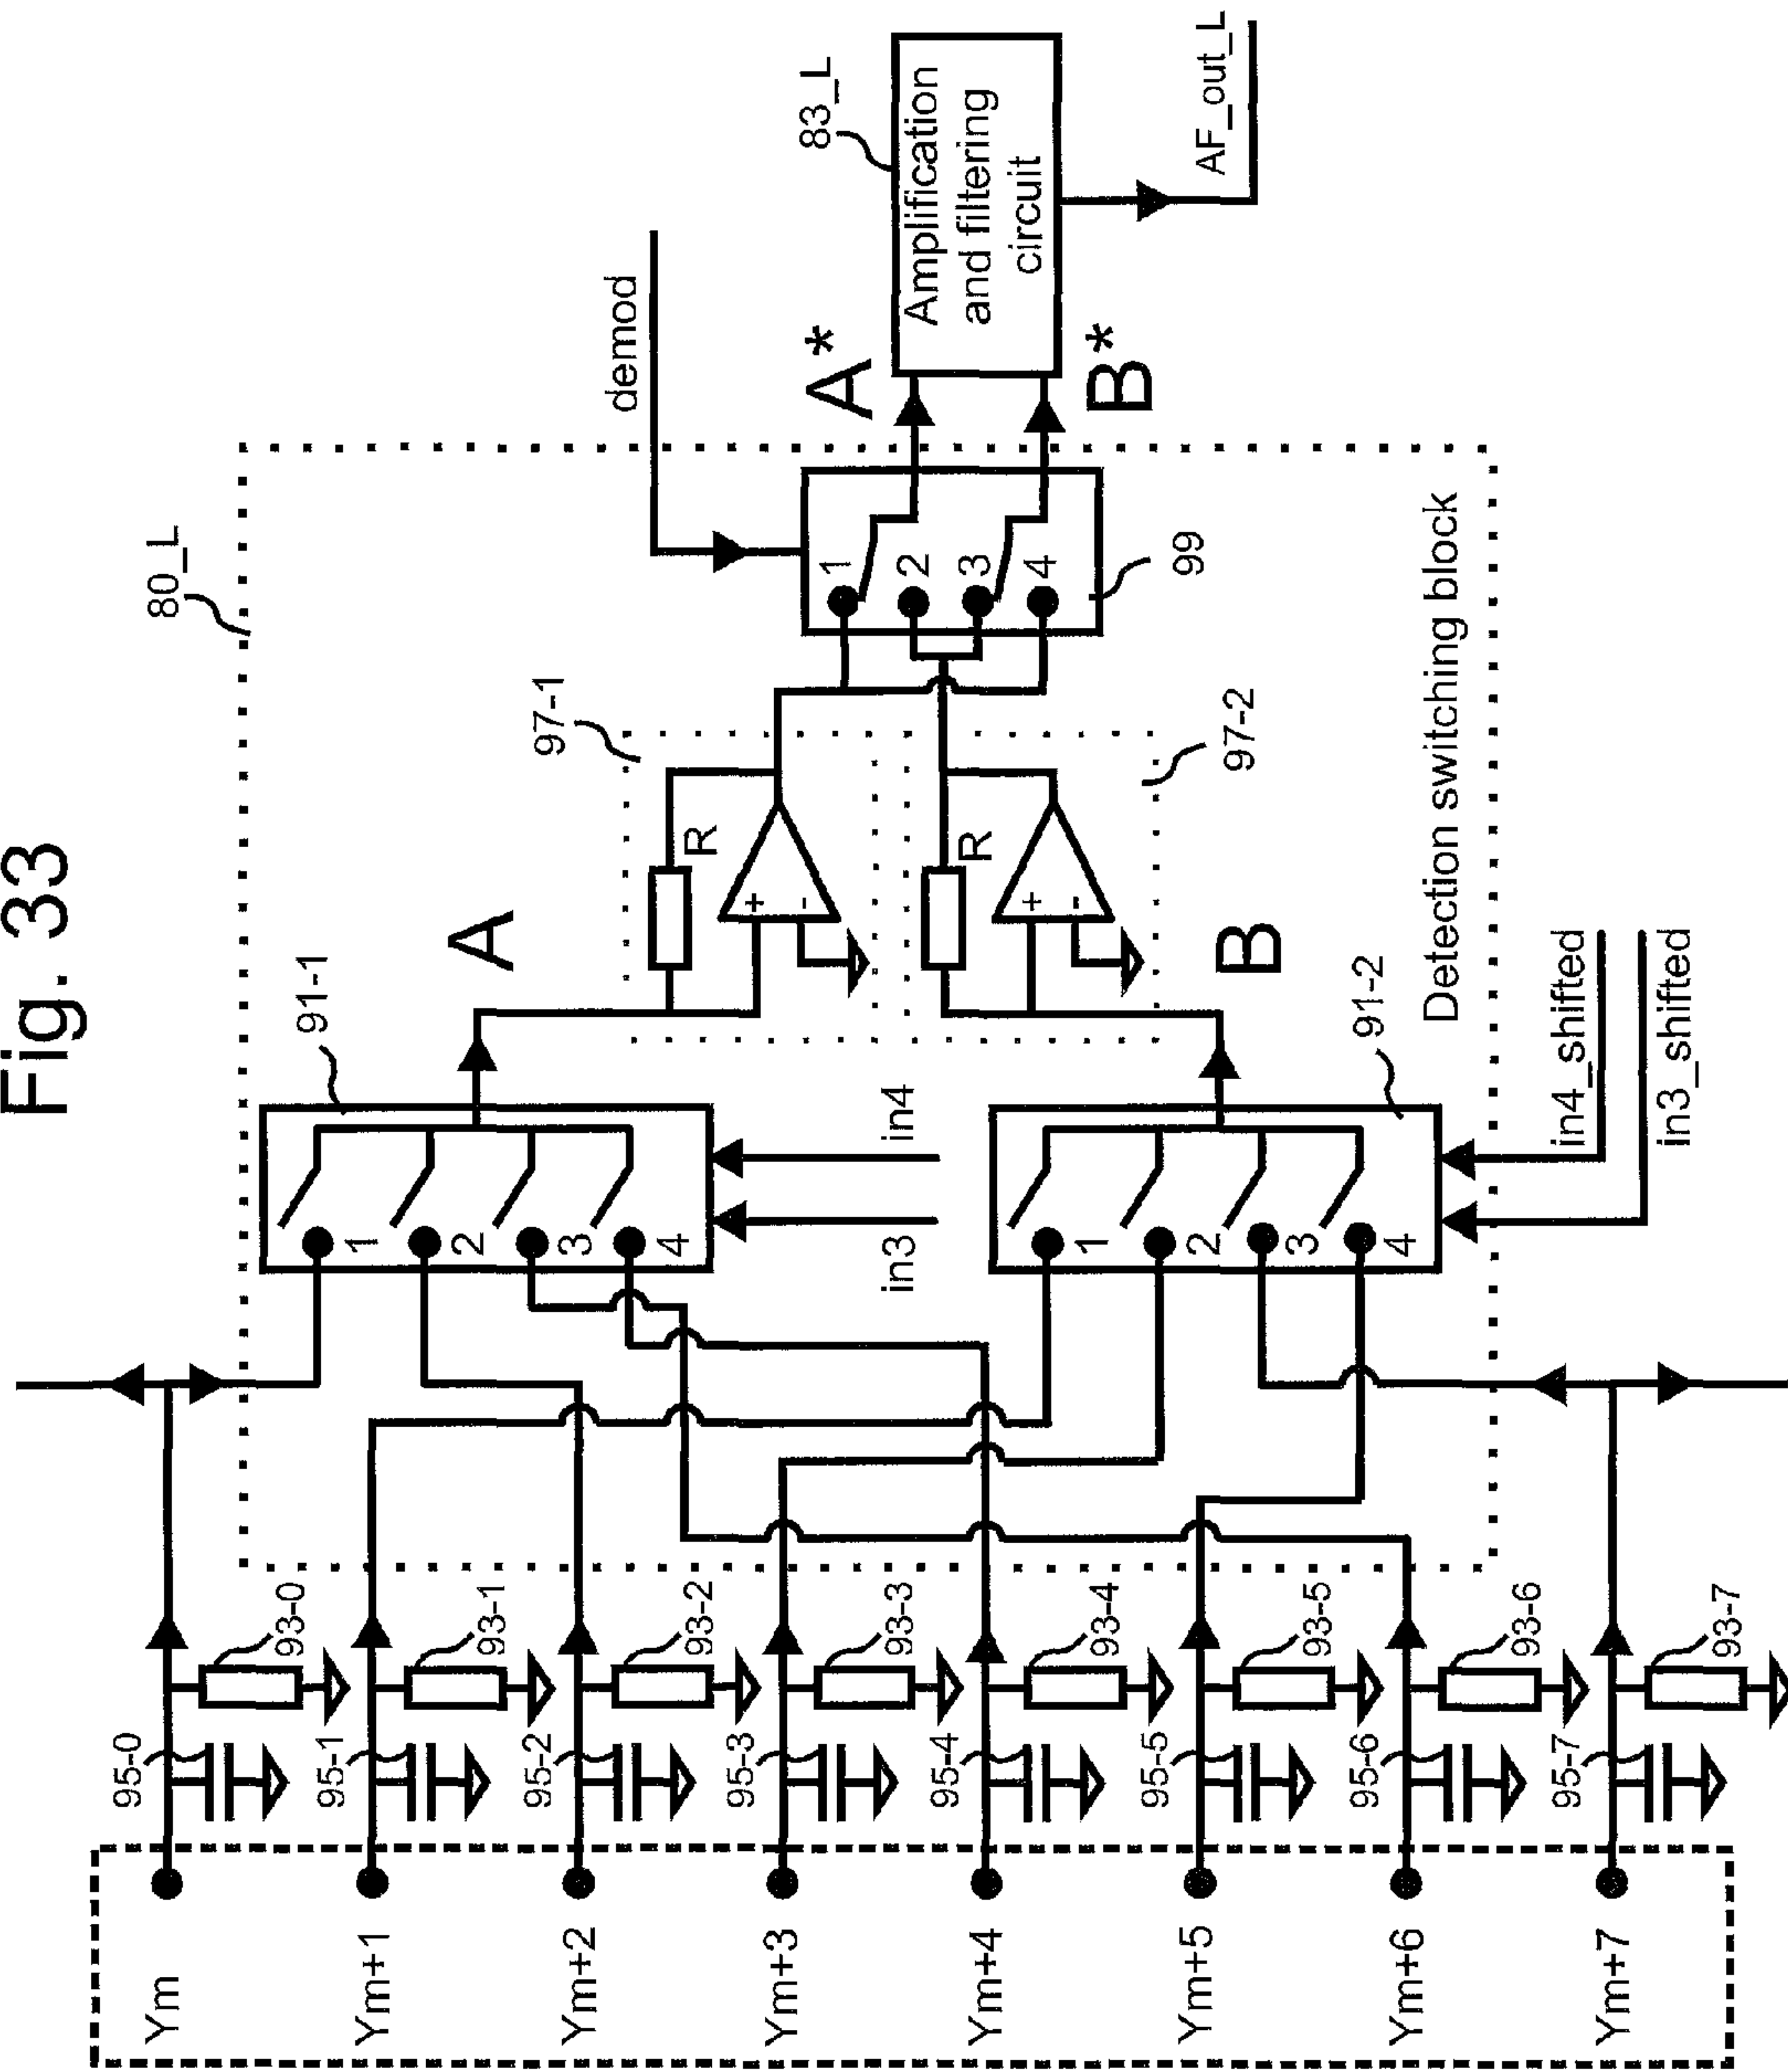 Fig. 33
80_L
demod
83_L
Amplification
and filtering
circuit
AF_out_L
A*
B*
91-1
A
97-1
R
+
-
1
2
3
4
99
97-2
R
+
-
B
in3
in4
1
2
3
4
91-2
1
2
3
4
Detection switching block
in4_shifted
in3_shifted
Ym
95-0
93-0
Ym+1
95-1
93-1
Ym+2
95-2
93-2
Ym+3
95-3
93-3
Ym+4
95-4
93-4
Ym+5
95-5
93-5
Ym+6
95-6
93-6
Ym+7
95-7
93-7